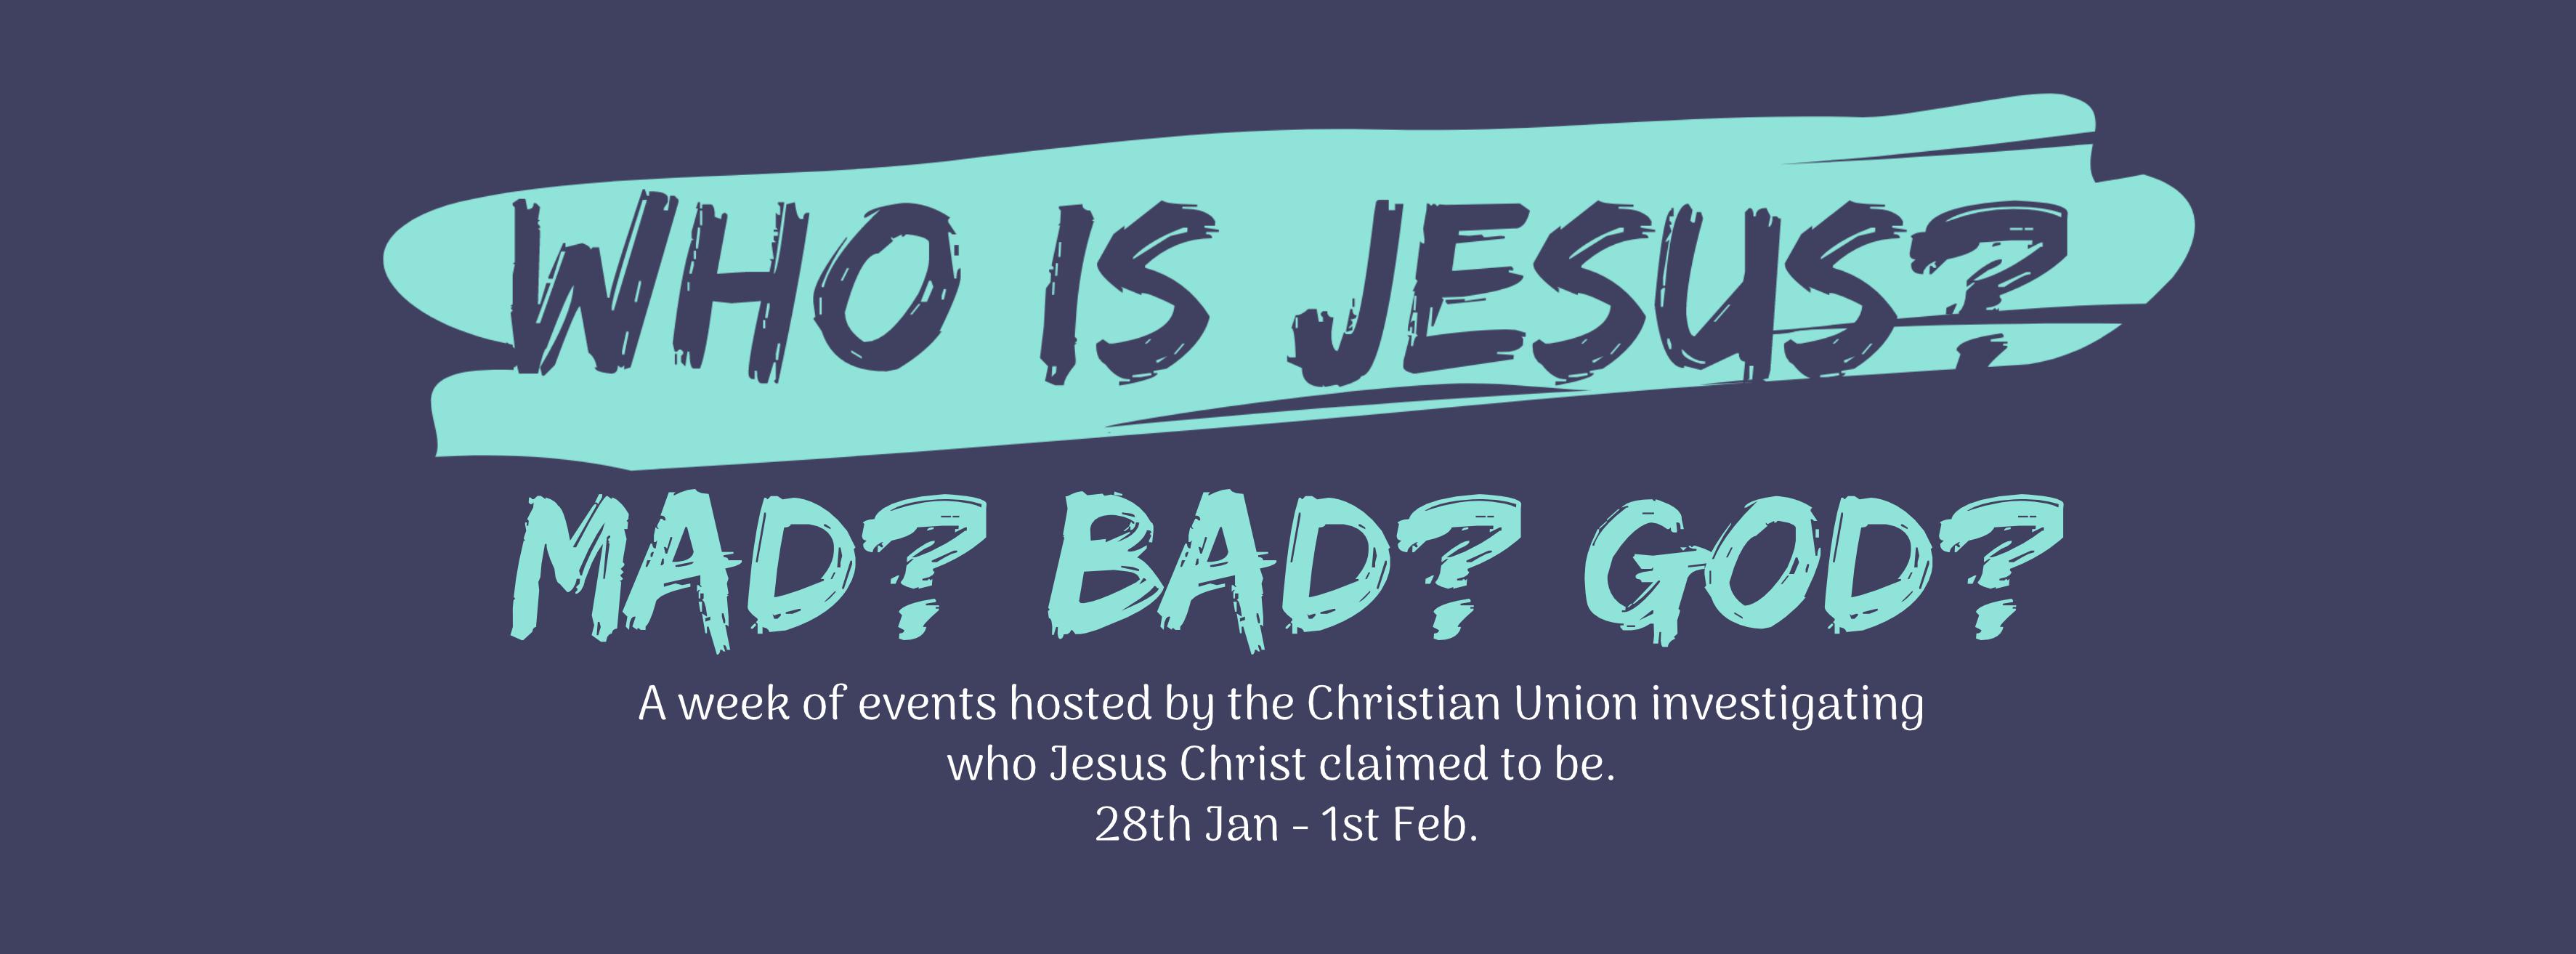 WHO IS JESUS?
MAD? BAD? GOD?
A week of events hosted by the Christian Union investigating
who Jesus Christ claimed to be.
28th Jan - 1st Feb.